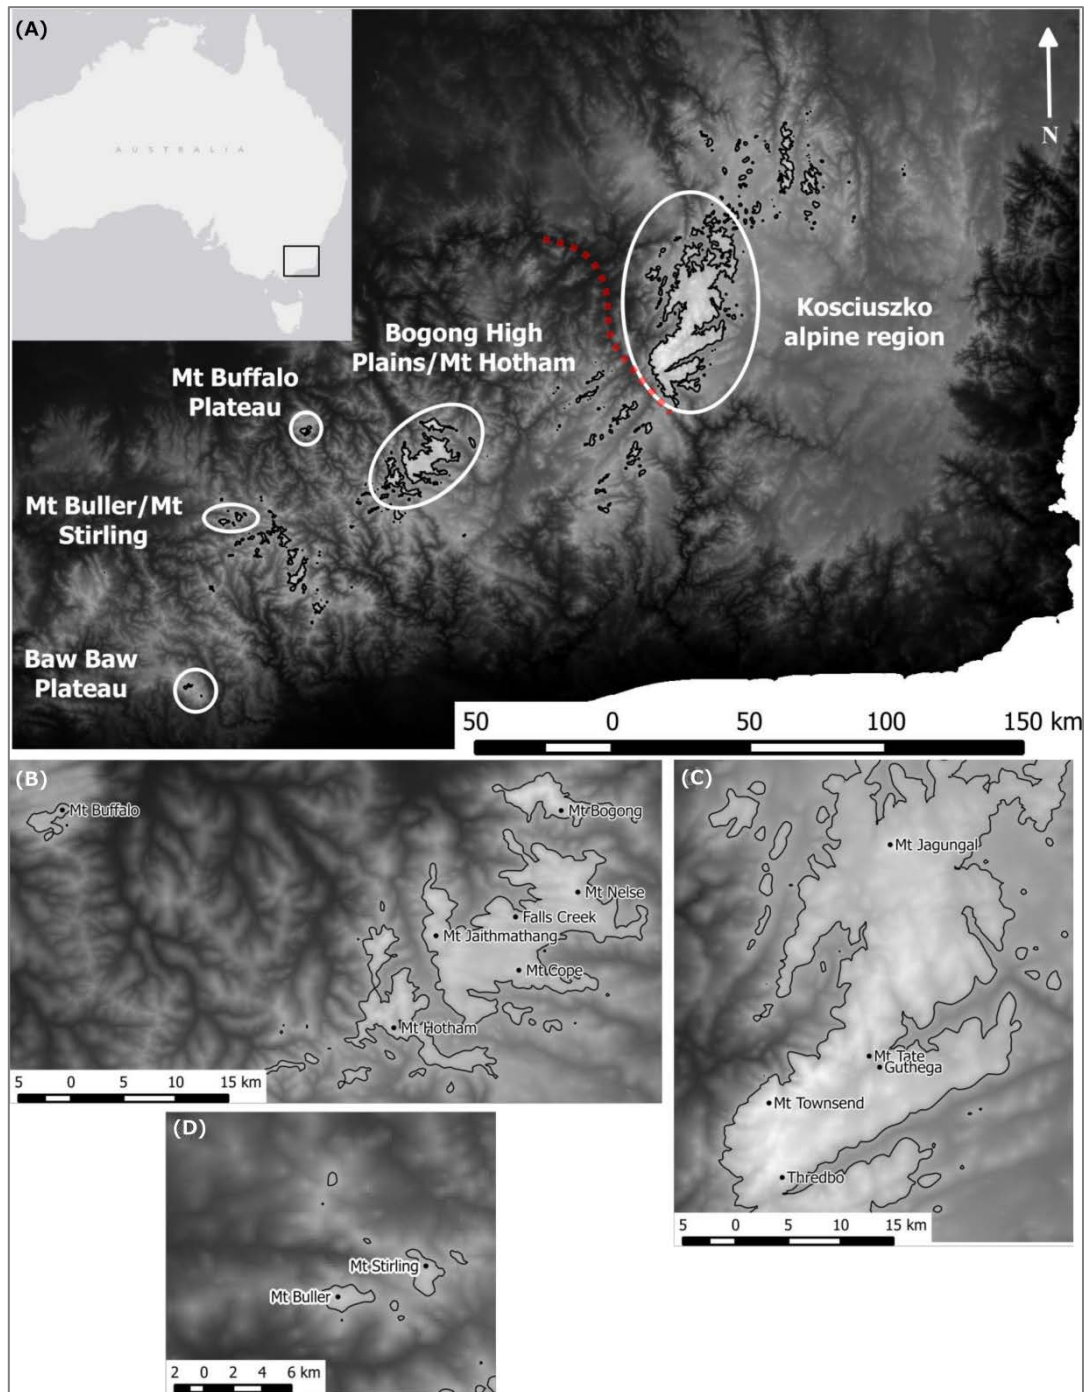 (A)
AUSTRALIA
N
Kosciuszko
alpine region
Bogong High
Plains/Mt Hotham
Mt Buffalo
Plateau
Mt Buller/Mt
Stirling
Baw Baw
Plateau
50 0 50 100 150 km
(B)
Mt Buffalo
Mt Bogong
Mt Nelse
Falls Creek
Mt Jaithmathang
Mt Cope
Mt Hotham
5 0 5 10 15 km
(C)
Mt Jagungal
Mt Tate
Guthega
Mt Townsend
Thredbo
5 0 5 10 15 km
(D)
Mt Stirling
Mt Buller
2 0 2 4 6 km